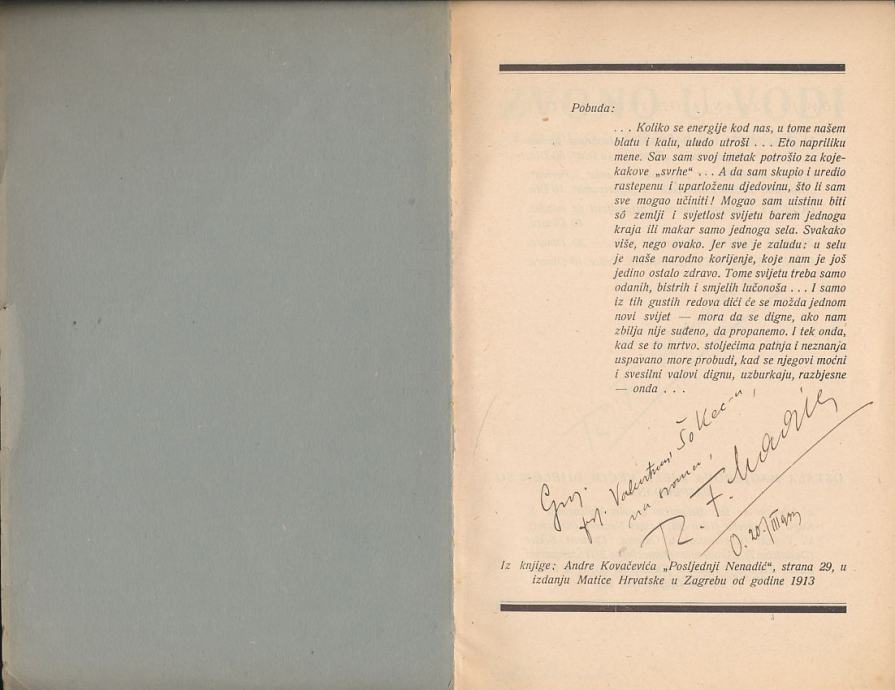 Pobuda:
. . . Koliko se energije kod nas, u tome našem
blatu i kalu, uludo utroši . . . Eto napriliku
mene. Sav sam svoj imetak potrošio za koje-
kakove „svrhe“ . . . A da sam skupio i uredio
rastepenu i uparloženu djedovinu, što li sam
sve mogao učiniti! Mogao sam uistinu biti
sô zemlji i svjetlost svijetu barem jednoga
kraja ili makar samo jednoga sela. Svakako
više, nego ovako. Jer sve je zaludu: u selu
je naše narodno korijenje, koje nam je još
jedino ostalo zdravo. Tome svijetu treba samo
odanih, bistrih i smjelih lučonoša . . . I samo
iz tih gustih redova dići će se možda jednom
novi svijet — mora da se digne, ako nam
zbilja nije suđeno, da propanemo. I tek onda,
kad se to mrtvo, stoljećima patnja i neznanja
uspavano more probudi, kad se njegovi moćni
i svesilni valovi dignu, uzburkaju, razbjesne
— onda . . .
prof. Šokec-u,
na
R. F.
O. 20./III
Iz knjige: Andre Kovačevića „Posljednji Nenadić“, strana 29, u
izdanju Matice Hrvatske u Zagrebu od godine 1913